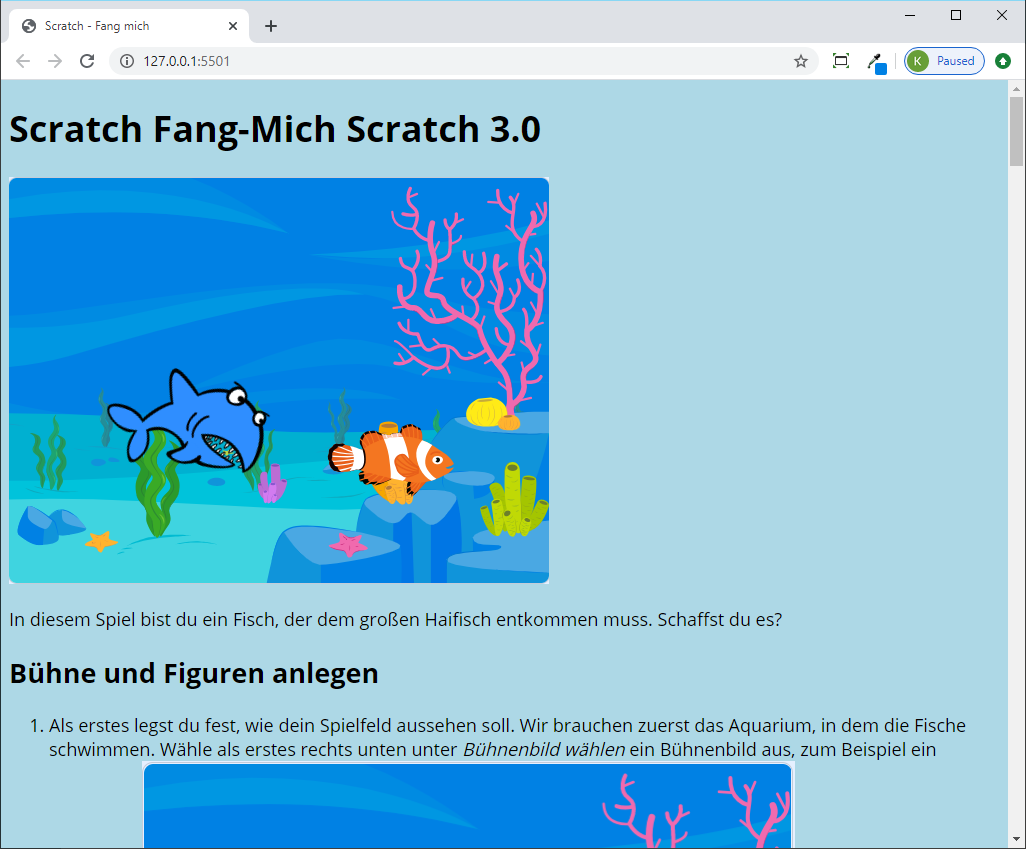 Scratch - Fang mich
127.0.0.1:5501
K Paused
Scratch Fang-Mich Scratch 3.0
In diesem Spiel bist du ein Fisch, der dem großen Haifisch entkommen muss. Schaffst du es?
Bühne und Figuren anlegen
1. Als erstes legst du fest, wie dein Spielfeld aussehen soll. Wir brauchen zuerst das Aquarium, in dem die Fische
schwimmen. Wähle als erstes rechts unten unter Bühnenbild wählen ein Bühnenbild aus, zum Beispiel ein